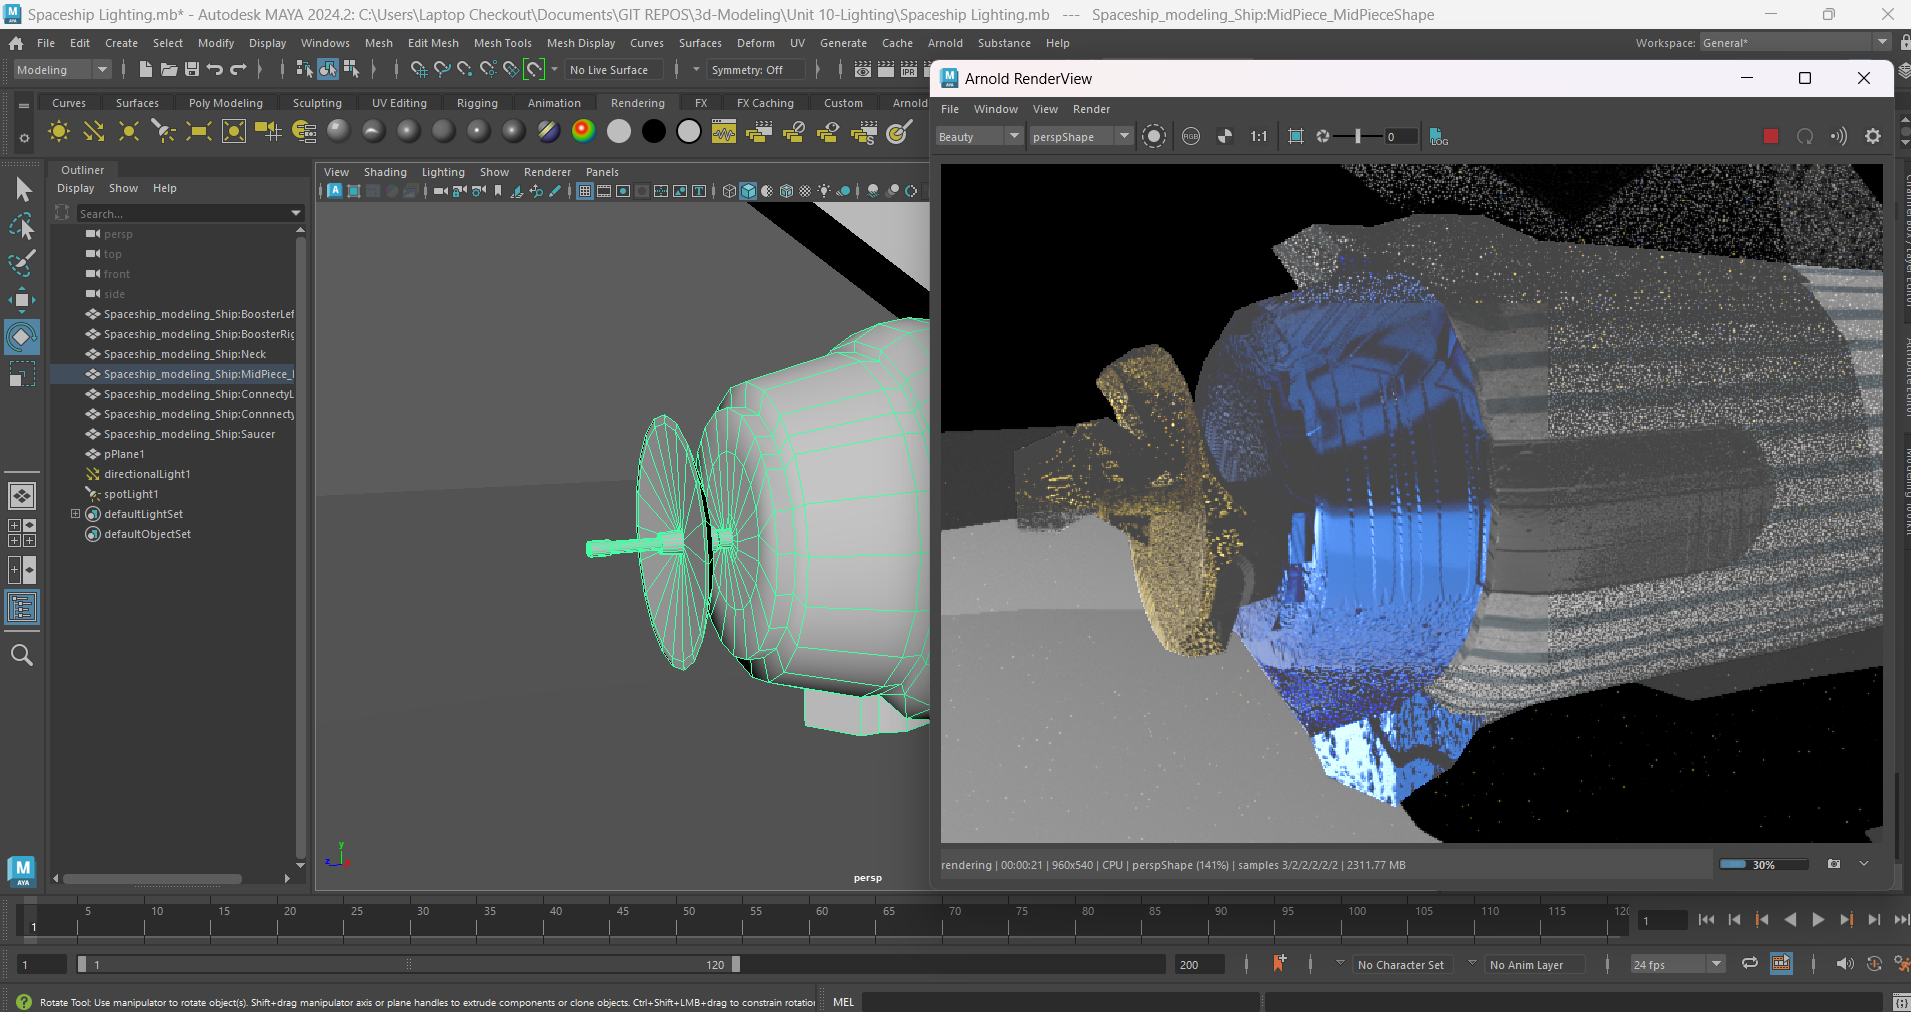 Spaceship Lighting.mb* - Autodesk MAYA 2024.2: C:\Users\Laptop Checkout\Documents\GIT REPOS\3d-Modeling\Unit 10-Lighting\Spaceship Lighting.mb --- Spaceship_modeling_Ship:MidPiece_MidPieceShape
File Edit Create Select Modify Display Windows Mesh Edit Mesh Mesh Tools Mesh Display Curves Surfaces Deform UV Generate Cache Arnold Substance Help
Workspace: General*
Modeling
No Live Surface
Symmetry: Off
IPR
Curves Surfaces Poly Modeling Sculpting UV Editing Rigging Animation Rendering FX FX Caching Custom Arnold
Outliner
Display Show Help
Search...
persp
top
front
side
Spaceship_modeling_Ship:BoosterLef
Spaceship_modeling_Ship:BoosterRig
Spaceship_modeling_Ship:Neck
Spaceship_modeling_Ship:MidPiece_
Spaceship_modeling_Ship:ConnectyL
Spaceship_modeling_Ship:Connnecty
Spaceship_modeling_Ship:Saucer
pPlane1
directionalLight1
spotLight1
defaultLightSet
defaultObjectSet
View Shading Lighting Show Renderer Panels
y
z
persp
Arnold RenderView
File Window View Render
Beauty
perspShape
RGB
1:1
0
LOG
rendering | 00:00:21 | 960x540 | CPU | perspShape (141%) | samples 3/2/2/2/2/2 | 2311.77 MB
30%
M
AYA
5 10 15 20 25 30 35 40 45 50 55 60 65 70 75 80 85 90 95 100 105 110 115 120
1
1
1
1
120
200
No Character Set
No Anim Layer
24 fps
Rotate Tool: Use manipulator to rotate object(s). Shift+drag manipulator axis or plane handles to extrude components or clone objects. Ctrl+Shift+LMB+drag to constrain rotation
MEL